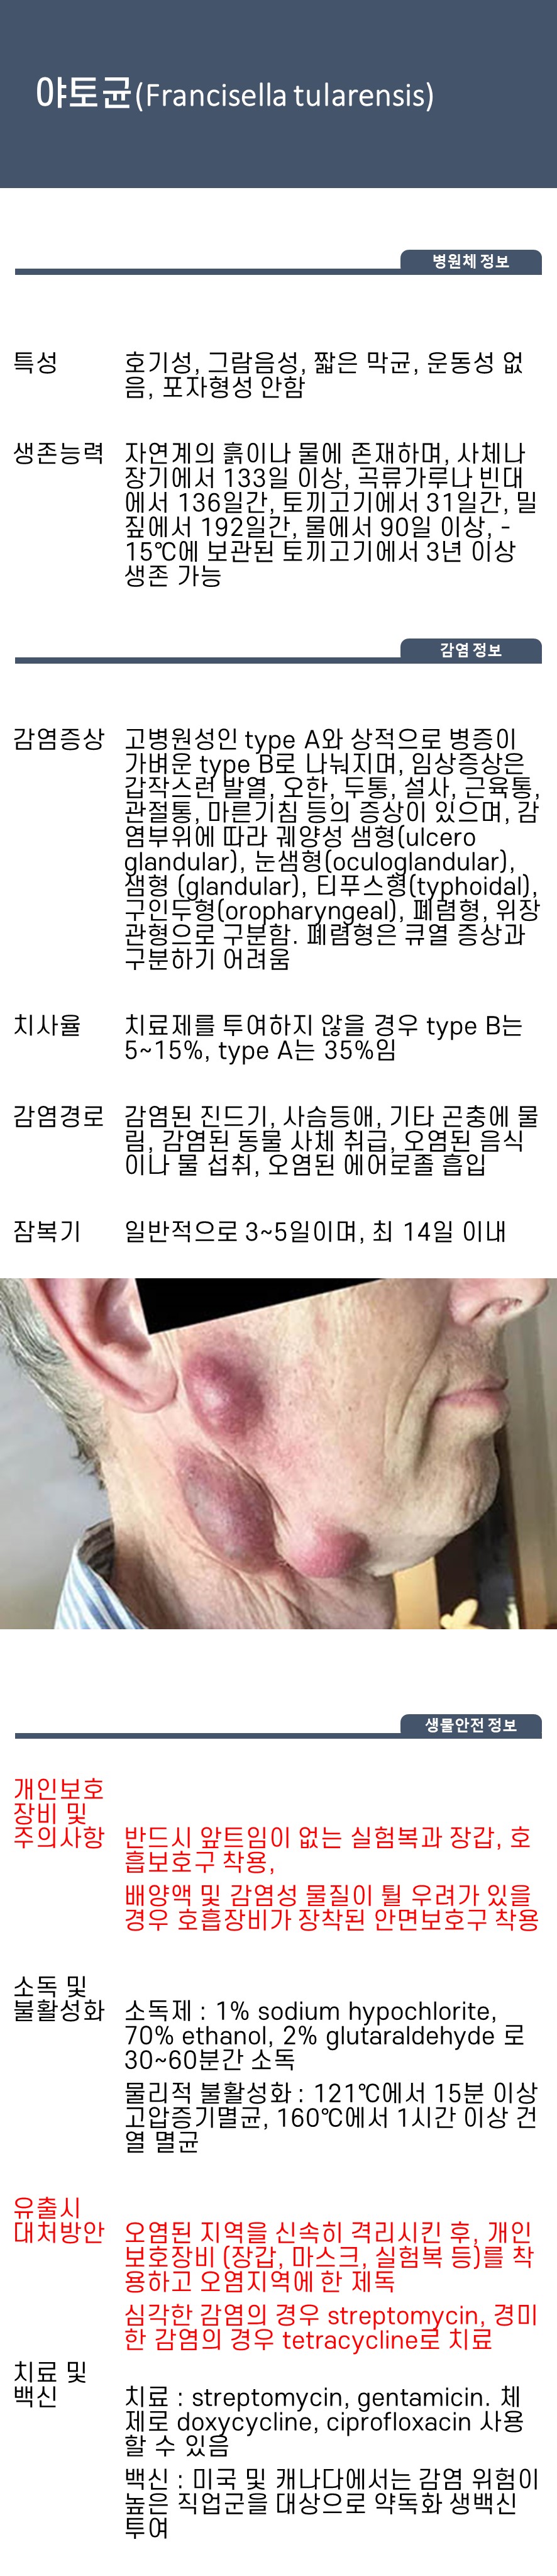 야토균(Francisella tularensis)
병원체 정보
특성
호기성, 그람음성, 짧은 막균, 운동성 없
음, 포자형성 안함
생존능력
자연계의 흙이나 물에 존재하며, 사체나
장기에서 133일 이상, 곡류가루나 빈대
에서 136일간, 토끼고기에서 31일간, 밀
짚에서 192일간, 물에서 90일 이상, -
15℃에 보관된 토끼고기에서 3년 이상
생존 가능
감염 정보
감염증상
고병원성인 type A와 상적으로 병증이
가벼운 type B로 나눠지며, 임상증상은
갑작스런 발열, 오한, 두통, 설사, 근육통,
관절통, 마른기침 등의 증상이 있으며, 감
염부위에 따라 궤양성 샘형(ulcero
glandular), 눈샘형(oculoglandular),
샘형 (glandular), 티푸스형(typhoidal),
구인두형(oropharyngeal), 폐렴형, 위장
관형으로 구분함. 폐렴형은 큐열 증상과
구분하기 어려움
치사율
치료제를 투여하지 않을 경우 type B는
5~15%, type A는 35%임
감염경로
감염된 진드기, 사슴등애, 기타 곤충에 물
림, 감염된 동물 사체 취급, 오염된 음식
이나 물 섭취, 오염된 에어로졸 흡입
잠복기
일반적으로 3~5일이며, 최 14일 이내
생물안전 정보
개인보호
장비 및
주의사항
반드시 앞트임이 없는 실험복과 장갑, 호
흡보호구 착용,
배양액 및 감염성 물질이 튈 우려가 있을
경우 호흡장비가 장착된 안면보호구 착용
소독 및
불활성화
소독제 : 1% sodium hypochlorite,
70% ethanol, 2% glutaraldehyde 로
30~60분간 소독
물리적 불활성화 : 121℃에서 15분 이상
고압증기멸균, 160℃에서 1시간 이상 건
열 멸균
유출시
대처방안
오염된 지역을 신속히 격리시킨 후, 개인
보호장비 (장갑, 마스크, 실험복 등)를 착
용하고 오염지역에 한 제독
심각한 감염의 경우 streptomycin, 경미
한 감염의 경우 tetracycline로 치료
치료 및
백신
치료 : streptomycin, gentamicin. 체
제로 doxycycline, ciprofloxacin 사용
할 수 있음
백신 : 미국 및 캐나다에서는 감염 위험이
높은 직업군을 대상으로 약독화 생백신
투여